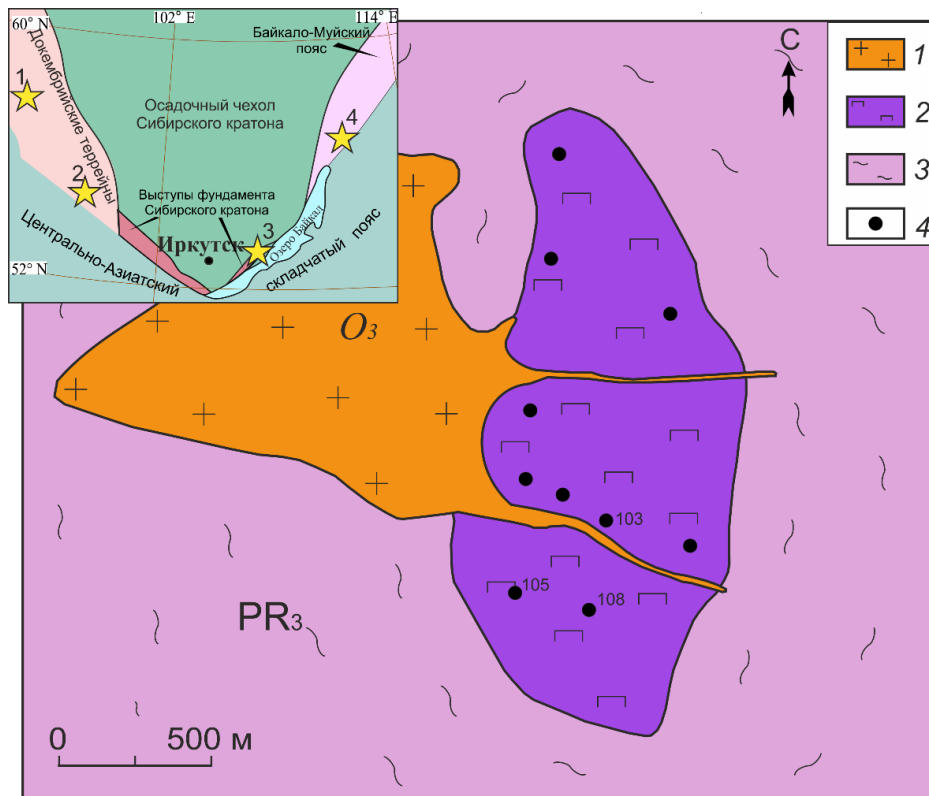 60° N
102° E
114° E
Байкало-Муйский
пояс
Докембрийские террейны
1
Осадочный чехол
Сибирского кратона
4
2
Выступы фундамента
Сибирского кратона
3
Иркутск
Озеро Байкал
Центрально-Азиатский
складчатый пояс
52° N
С
1
2
3
4
O3
103
105
108
PR3
0 500 м